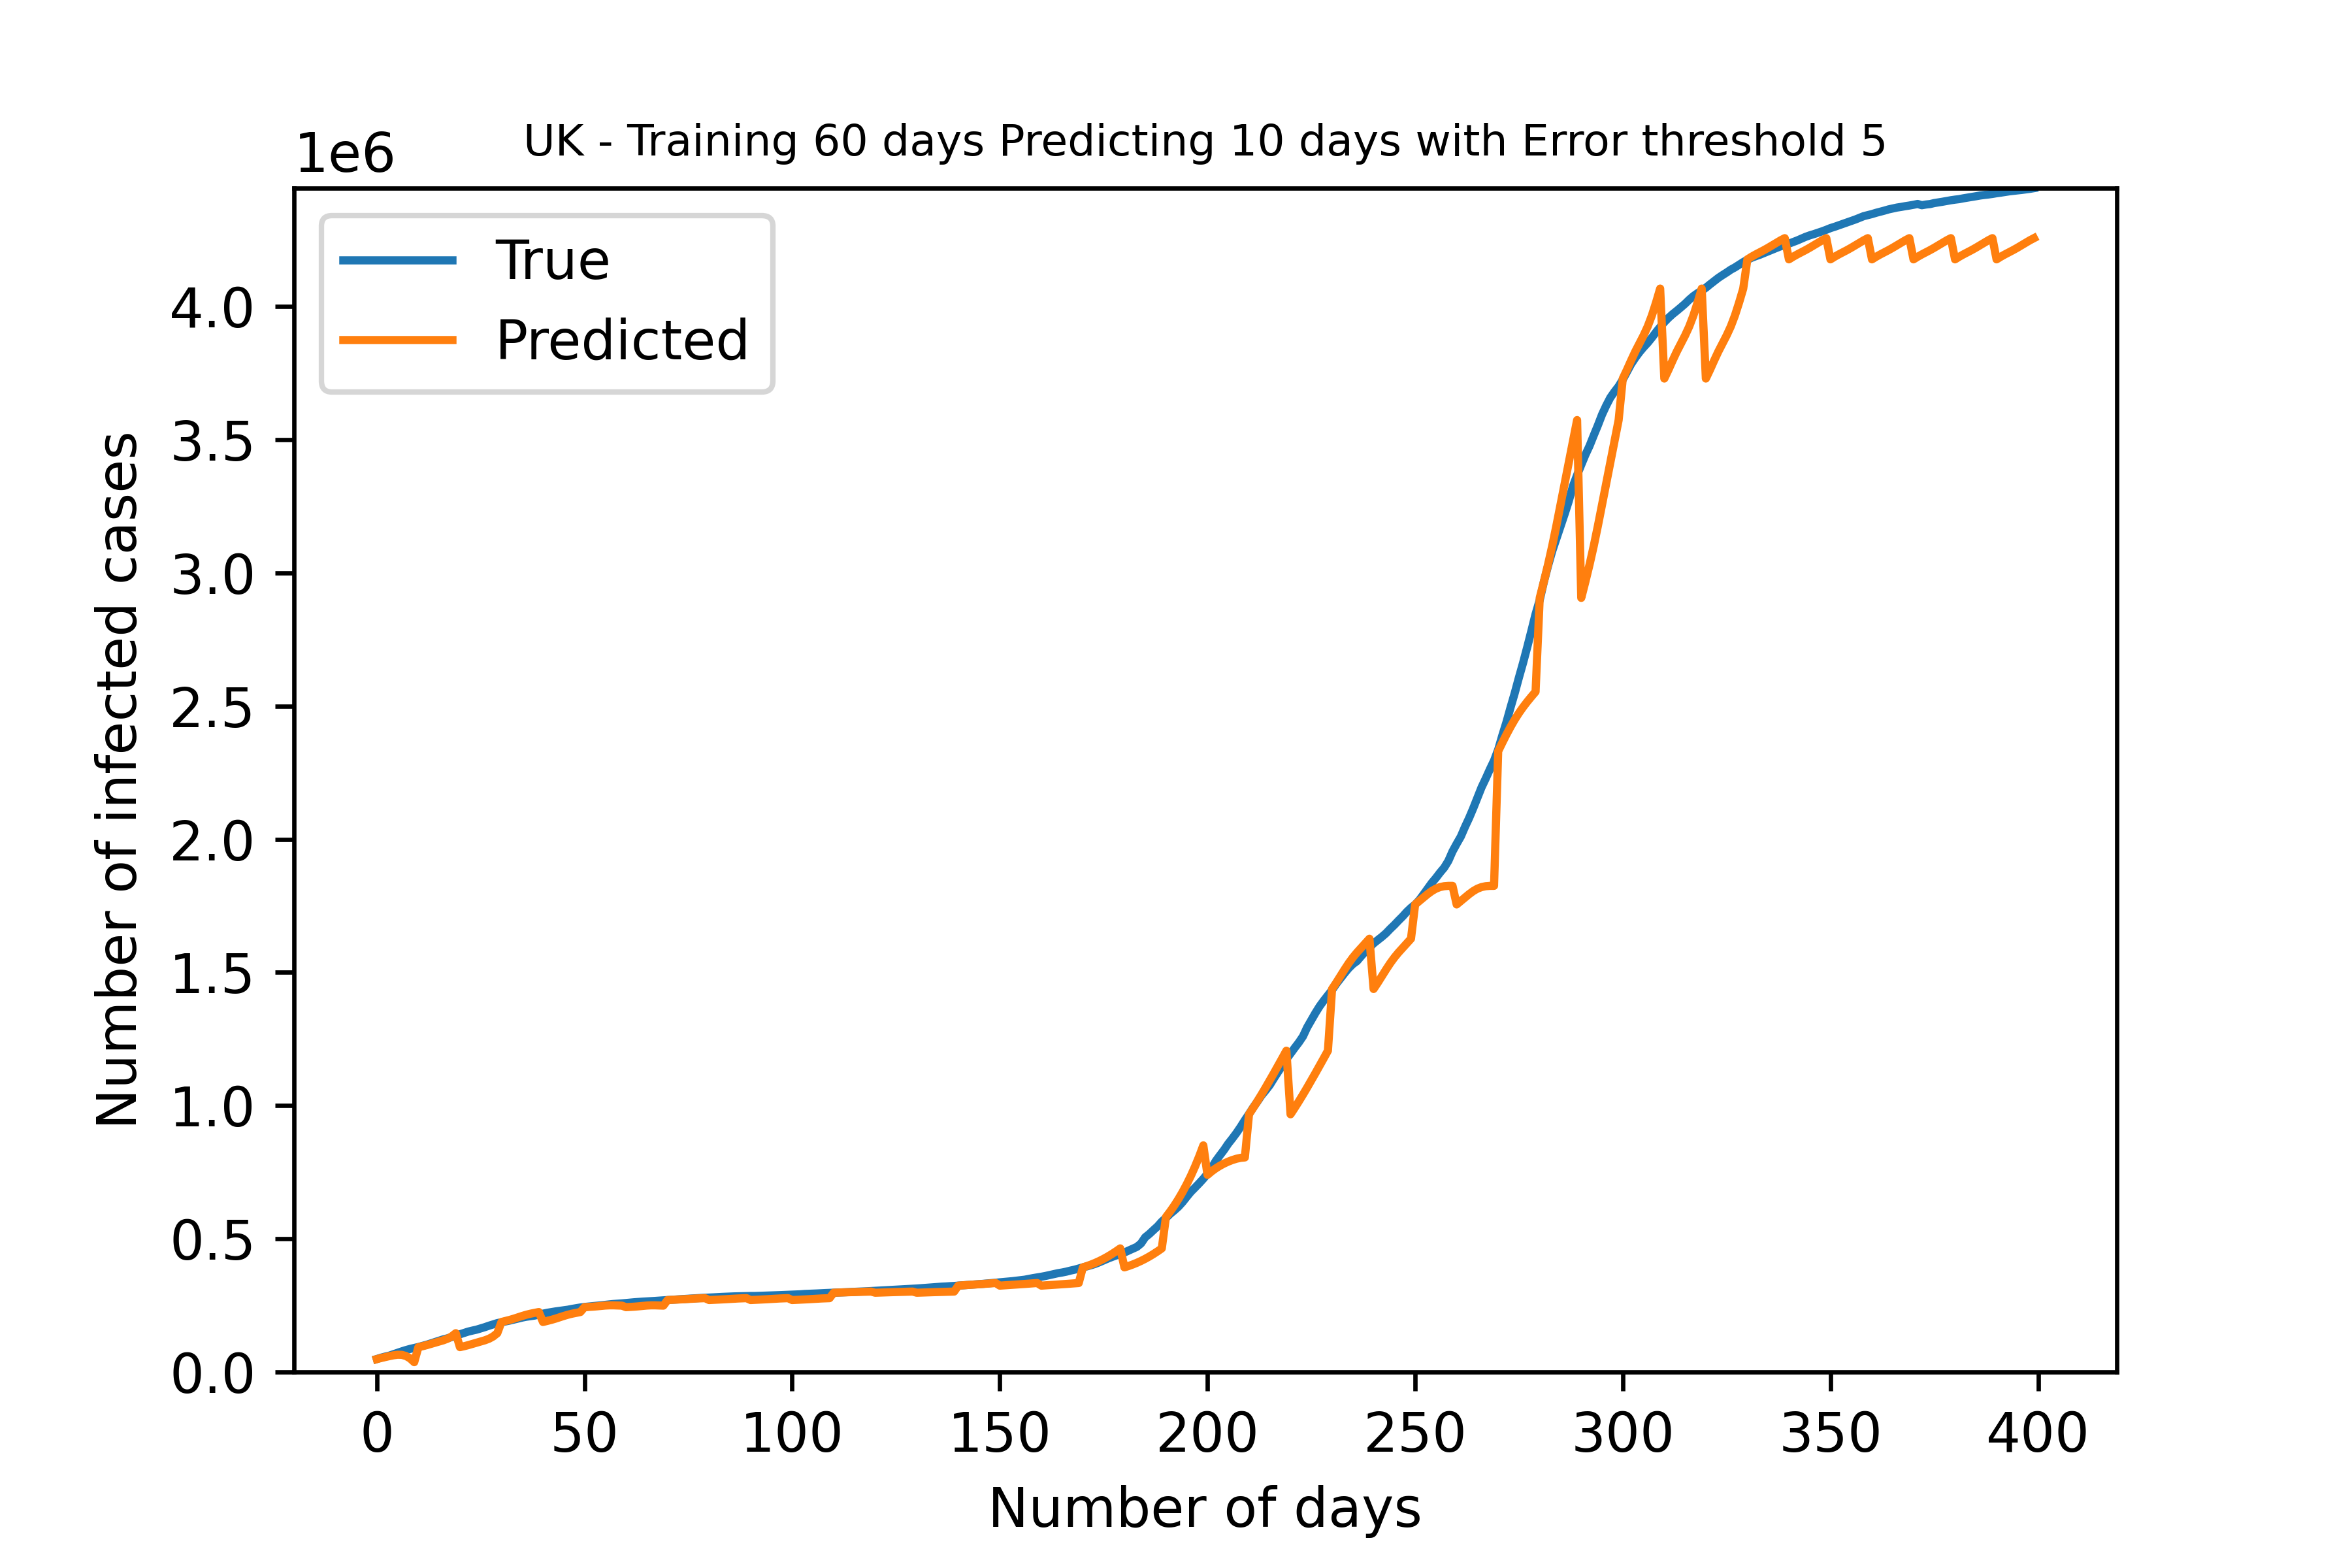 UK - Training 60 days Predicting 10 days with Error threshold 5
1e6
True
Predicted
4.0
3.5
3.0
2.5
2.0
1.5
1.0
0.5
0.0
Number of infected cases
0 50 100 150 200 250 300 350 400
Number of days